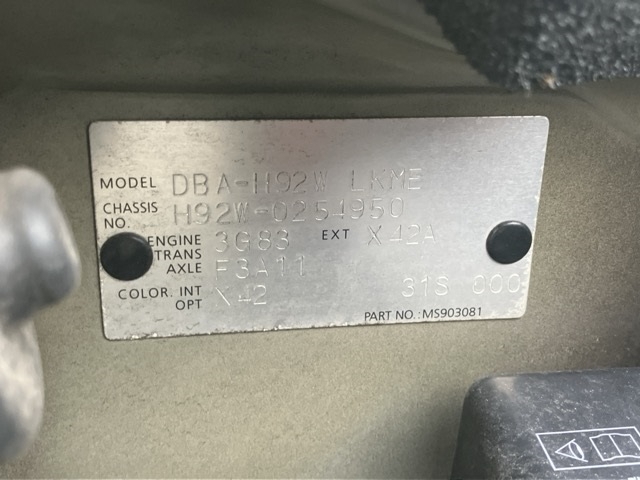 MODEL DBA-H92W LKME
CHASSIS NO. H92W-0254950
ENGINE 3G83 EXT X42A
TRANS AXLE F3A11
COLOR. INT X42 31S 000
OPT
PART NO.:MS903081